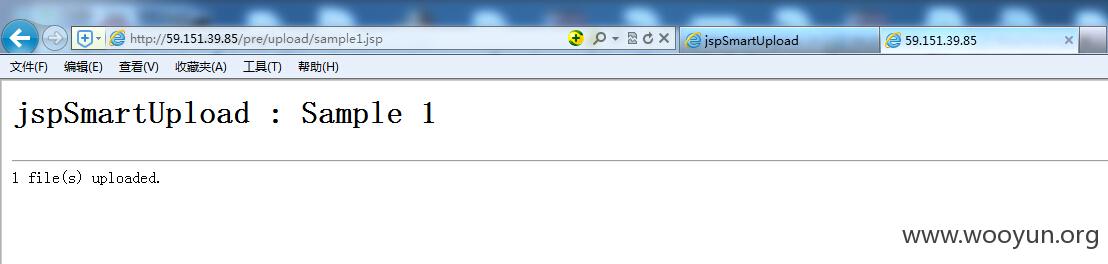 http://59.151.39.85/pre/upload/sample1.jsp
jspSmartUpload
59.151.39.85
文件(F) 编辑(E) 查看(V) 收藏夹(A) 工具(T) 帮助(H)
jspSmartUpload : Sample 1
1 file(s) uploaded.
www.wooyun.org